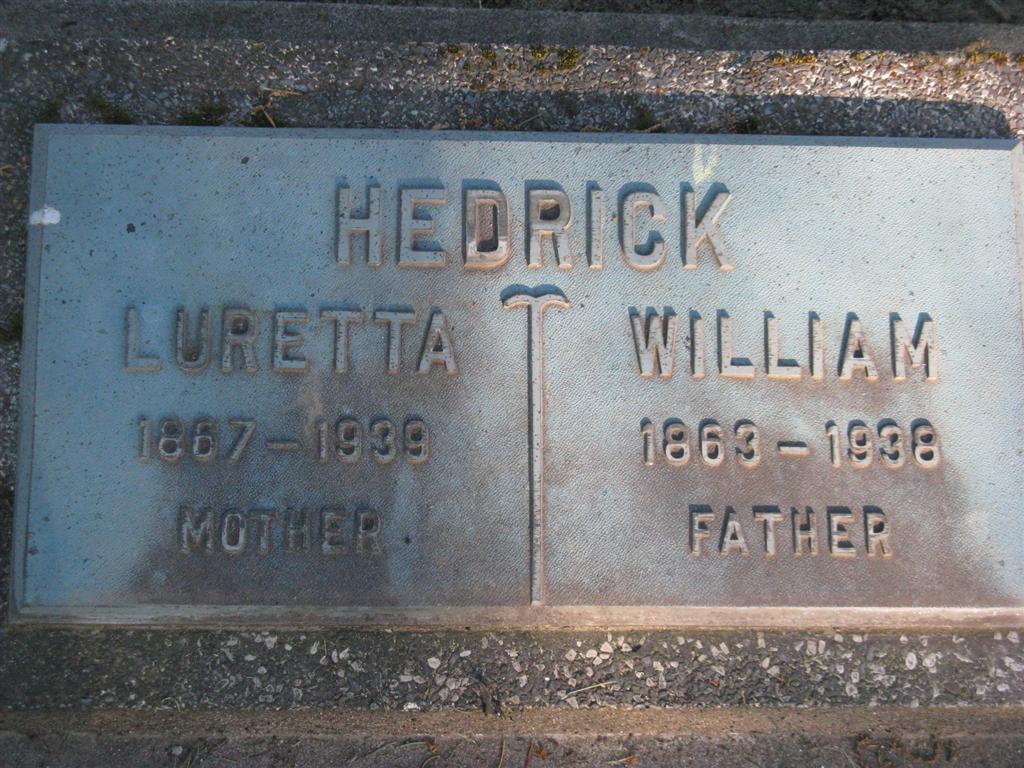 HEDRICK
LURETTA
1867-1939
MOTHER
WILLIAM
1863-1938
FATHER